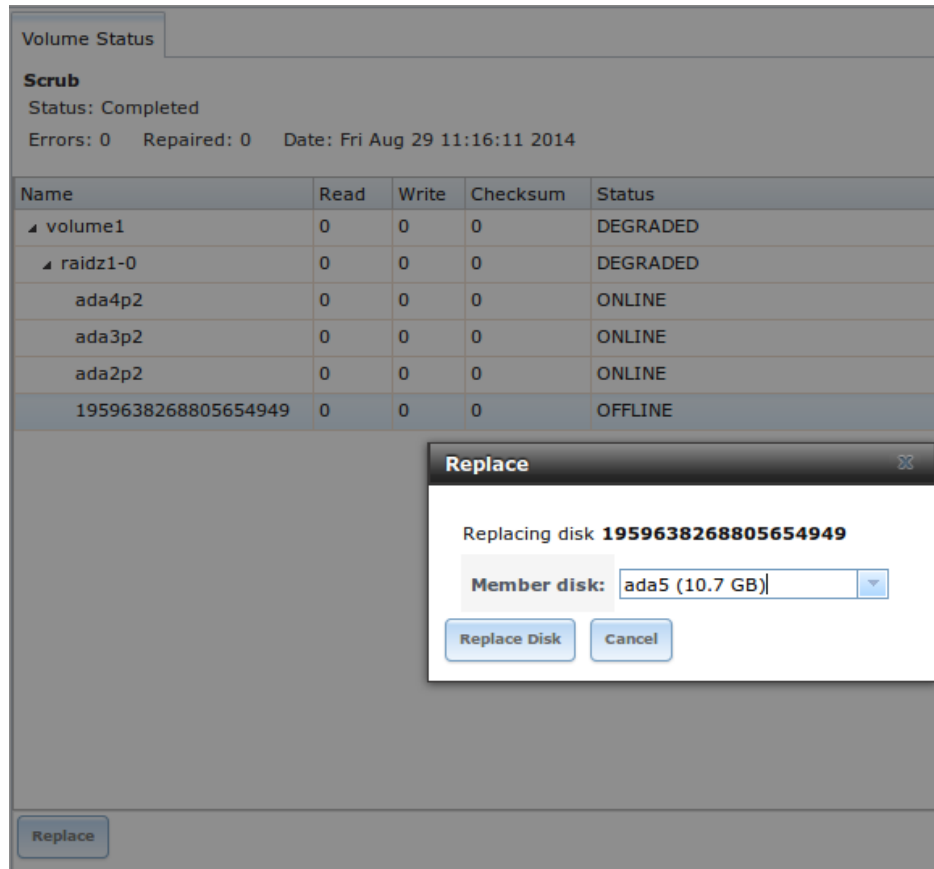 Volume Status
Scrub
Status: Completed
Errors: 0 Repaired: 0 Date: Fri Aug 29 11:16:11 2014
Name Read Write Checksum Status
volume1 0 0 0 DEGRADED
raidz1-0 0 0 0 DEGRADED
ada4p2 0 0 0 ONLINE
ada3p2 0 0 0 ONLINE
ada2p2 0 0 0 ONLINE
1959638268805654949 0 0 0 OFFLINE
Replace
Replacing disk 1959638268805654949
Member disk: ada5 (10.7 GB)
Replace Disk Cancel
Replace